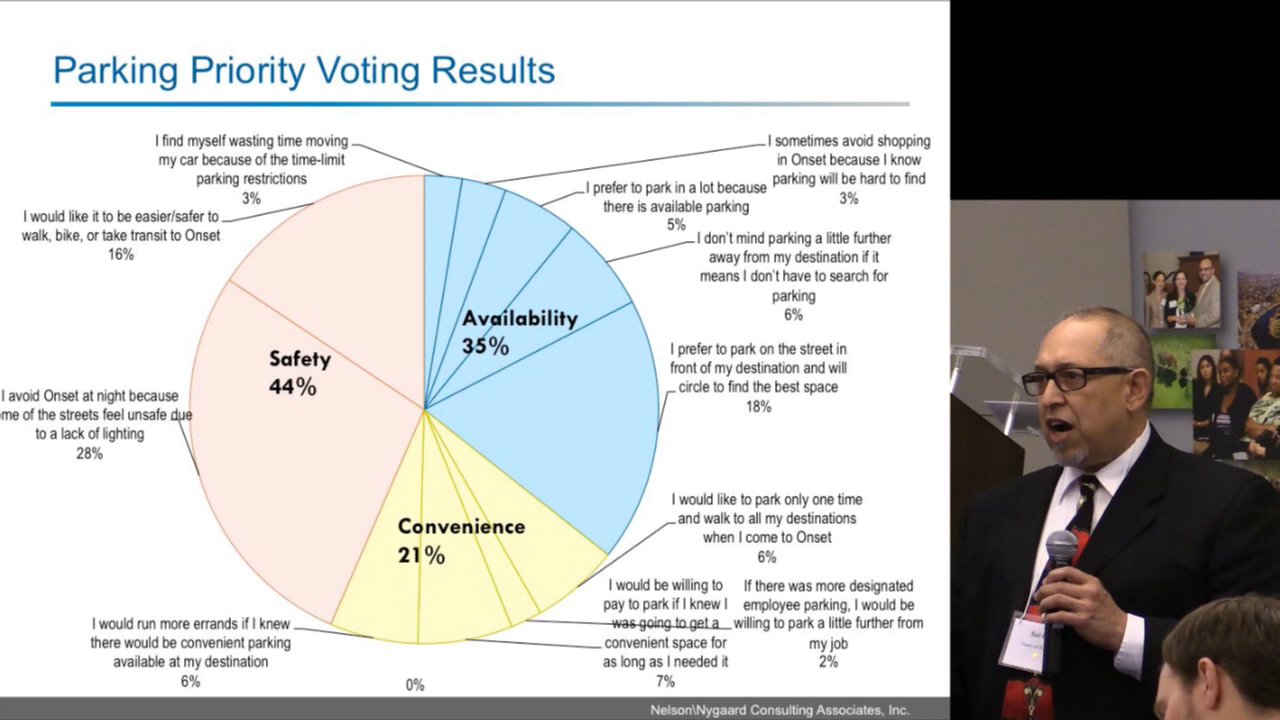 Parking Priority Voting Results
I find myself wasting time moving
my car because of the time-limit
parking restrictions
3%
I sometimes avoid shopping
in Onset because I know
parking will be hard to find
3%
I prefer to park in a lot because
there is available parking
5%
I would like it to be easier/safer to
walk, bike, or take transit to Onset
16%
I don't mind parking a little further
away from my destination if it
means I don't have to search for
parking
6%
Availability
35%
Safety
44%
I prefer to park on the street in
front of my destination and will
circle to find the best space
18%
I avoid Onset at night because
me of the streets feel unsafe due
to a lack of lighting
28%
Convenience
21%
I would like to park only one time
and walk to all my destinations
when I come to Onset
6%
I would be willing to
pay to park if I knew I
was going to get a
convenient space for
as long as I needed it
7%
If there was more designated
employee parking, I would be
willing to park a little further from
my job
2%
I would run more errands if I knew
there would be convenient parking
available at my destination
6%
0%
Nelson\Nygaard Consulting Associates, Inc.